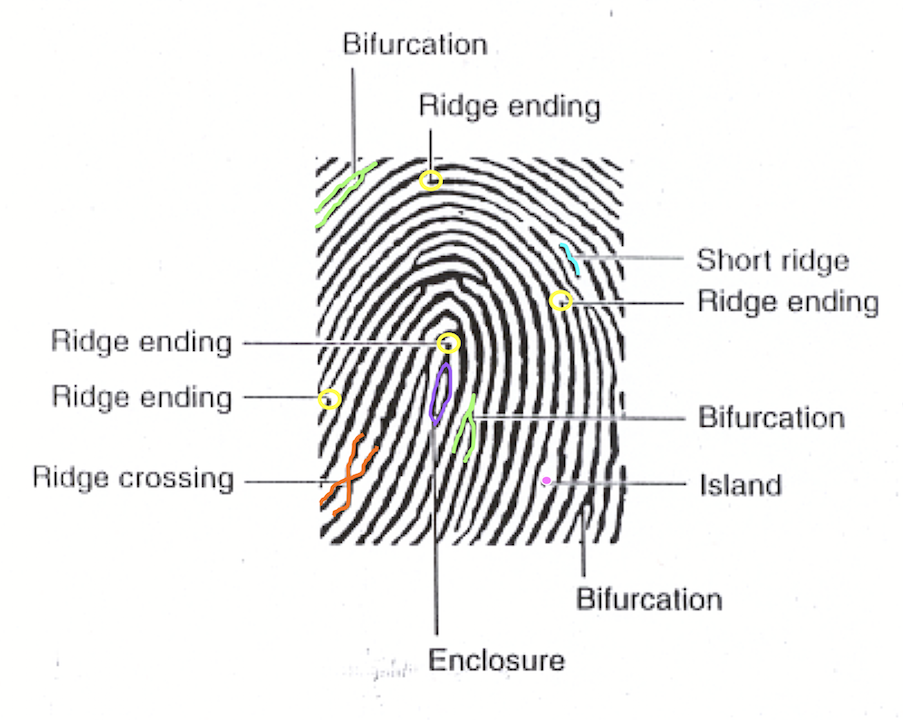 Bifurcation
Ridge ending
Short ridge
Ridge ending
Ridge ending
Ridge ending
Bifurcation
Ridge crossing
Island
Bifurcation
Enclosure